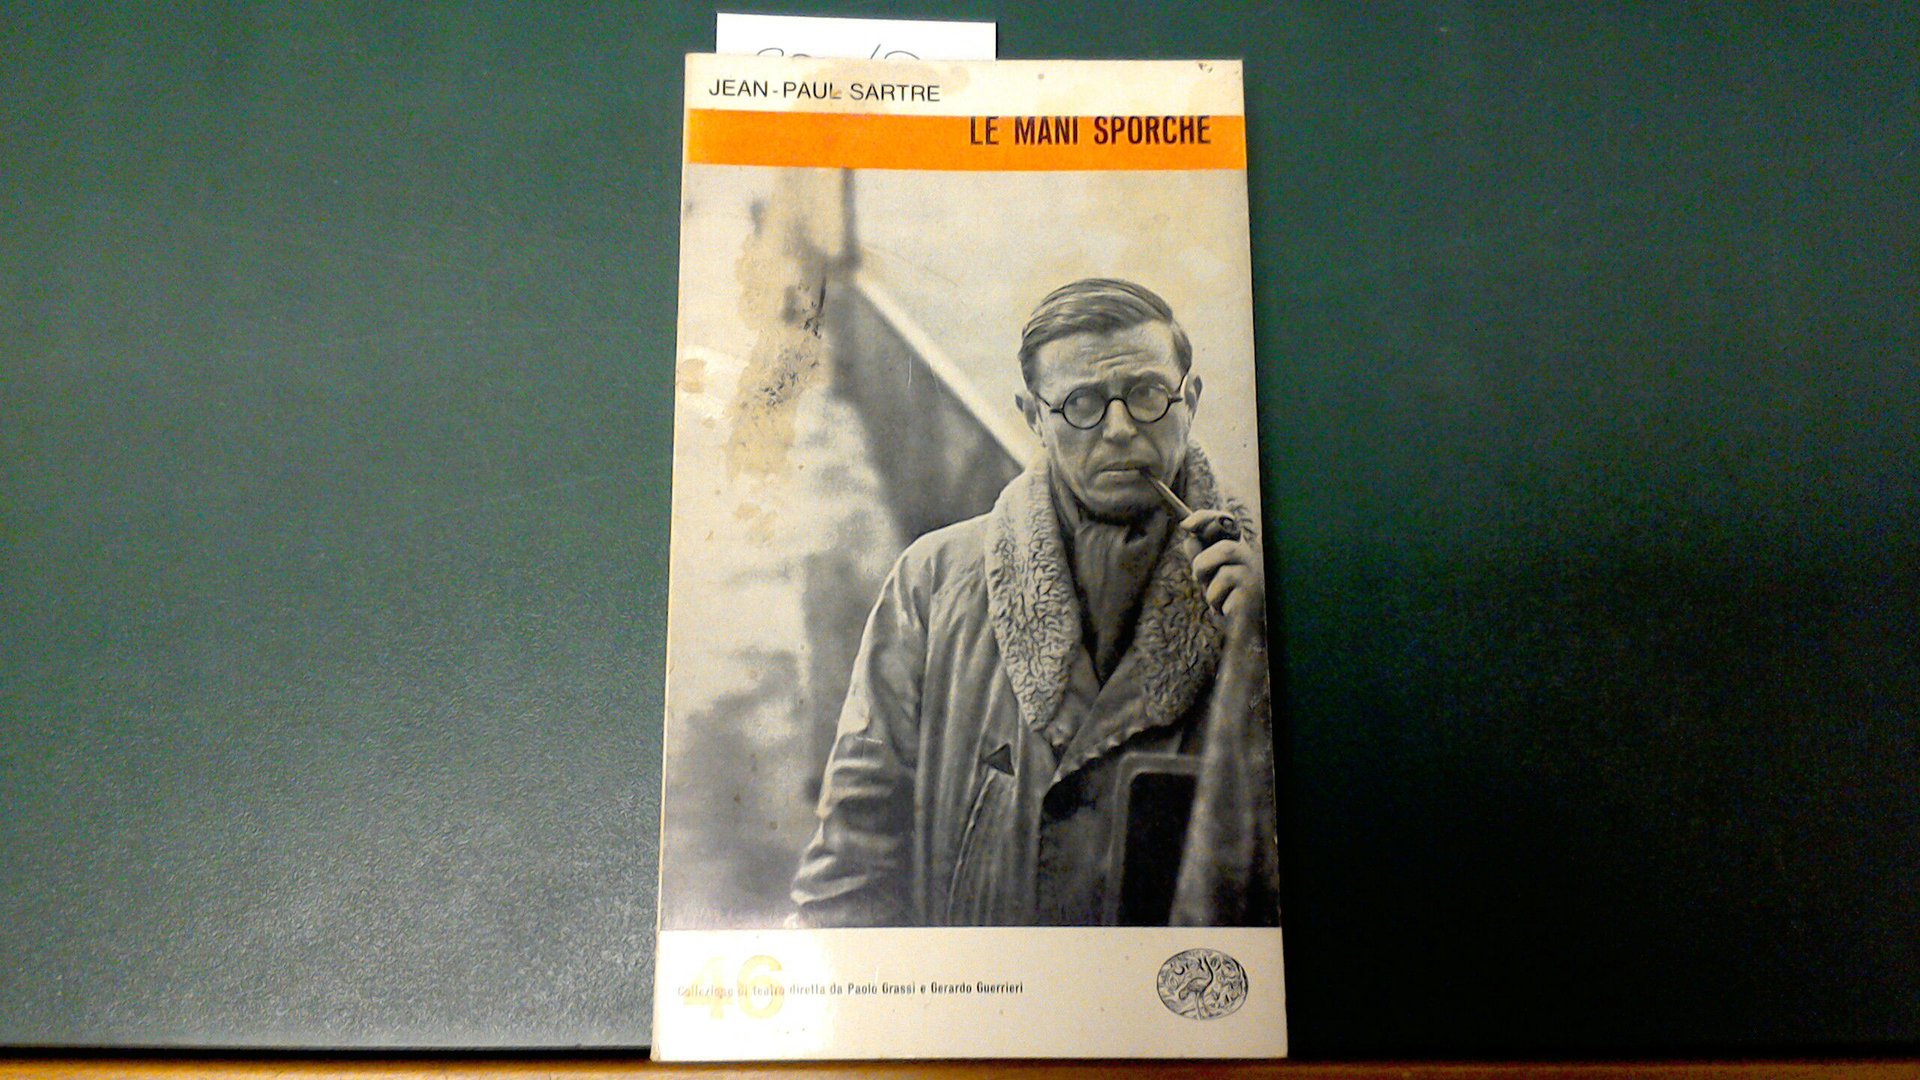 JEAN-PAUL SARTRE
LE MANI SPORCHE
46
Collezione di teatro diretta da Paolo Grassi e Gerardo Guerrieri